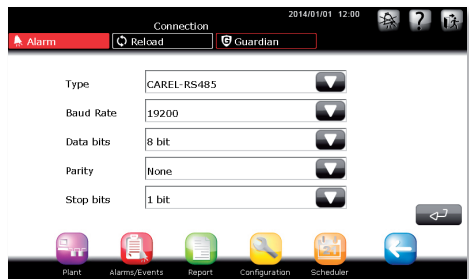 2014/01/01 12:00
Connection
Alarm Reload Guardian
Type CAREL-RS485
Baud Rate 19200
Data bits 8 bit
Parity None
Stop bits 1 bit
Plant Alarms/Events Report Configuration Scheduler